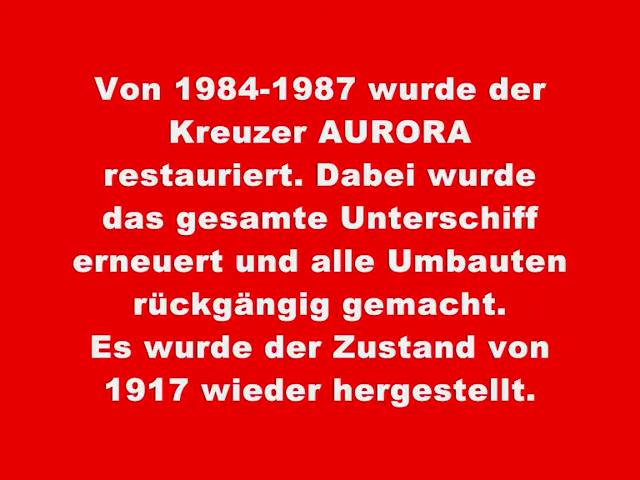 Von 1984-1987 wurde der
Kreuzer AURORA
restauriert. Dabei wurde
das gesamte Unterschiff
erneuert und alle Umbauten
rückgängig gemacht.
Es wurde der Zustand von
1917 wieder hergestellt.